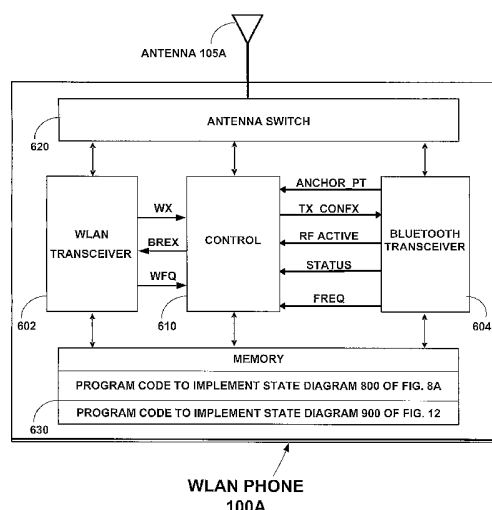 ANTENNA 105A
ANTENNA SWITCH
620
WLAN
TRANSCEIVER
602
WX
BREX
WFQ
CONTROL
610
ANCHOR_PT
TX_CONFX
RF ACTIVE
STATUS
FREQ
BLUETOOTH
TRANSCEIVER
604
MEMORY
PROGRAM CODE TO IMPLEMENT STATE DIAGRAM 800 OF FIG. 8A
PROGRAM CODE TO IMPLEMENT STATE DIAGRAM 900 OF FIG. 12
630
WLAN PHONE
100A